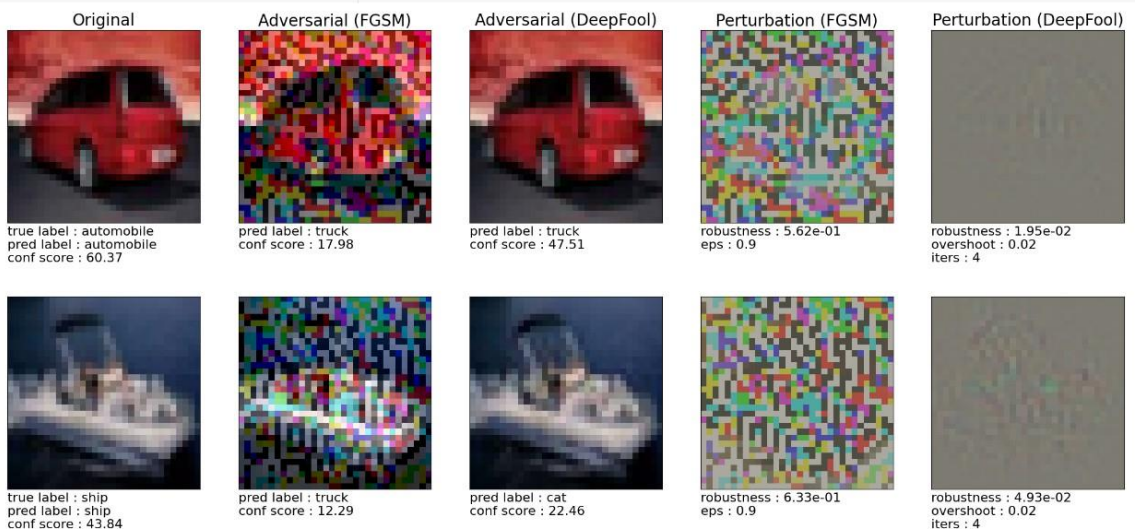 Original
Adversarial (FGSM)
Adversarial (DeepFool)
Perturbation (FGSM)
Perturbation (DeepFool)
true label : automobile
pred label : automobile
conf score : 60.37
pred label : truck
conf score : 17.98
pred label : truck
conf score : 47.51
robustness : 5.62e-01
eps : 0.9
robustness : 1.95e-02
overshoot : 0.02
iters : 4
true label : ship
pred label : ship
conf score : 43.84
pred label : truck
conf score : 12.29
pred label : cat
conf score : 22.46
robustness : 6.33e-01
eps : 0.9
robustness : 4.93e-02
overshoot : 0.02
iters : 4